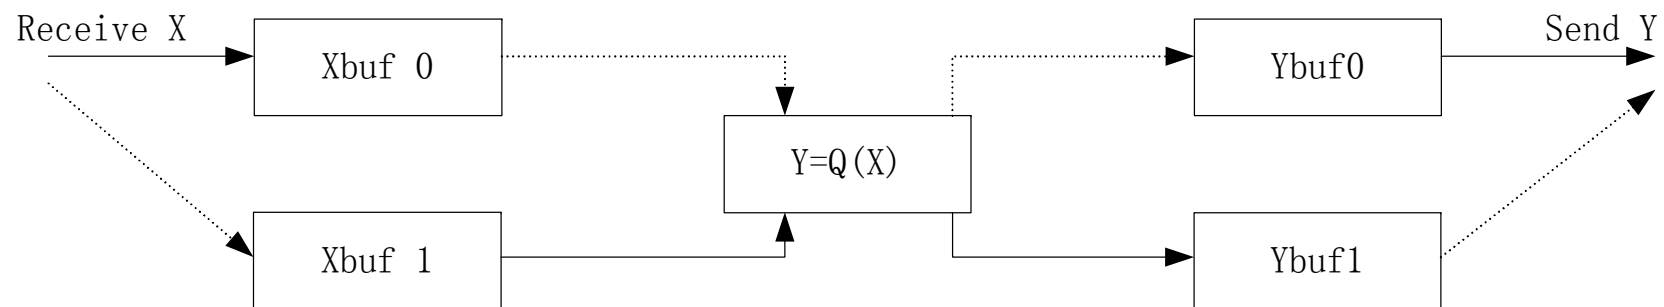 Receive X
Xbuf 0
Ybuf0
Send Y
Y=Q(X)
Xbuf 1
Ybuf1